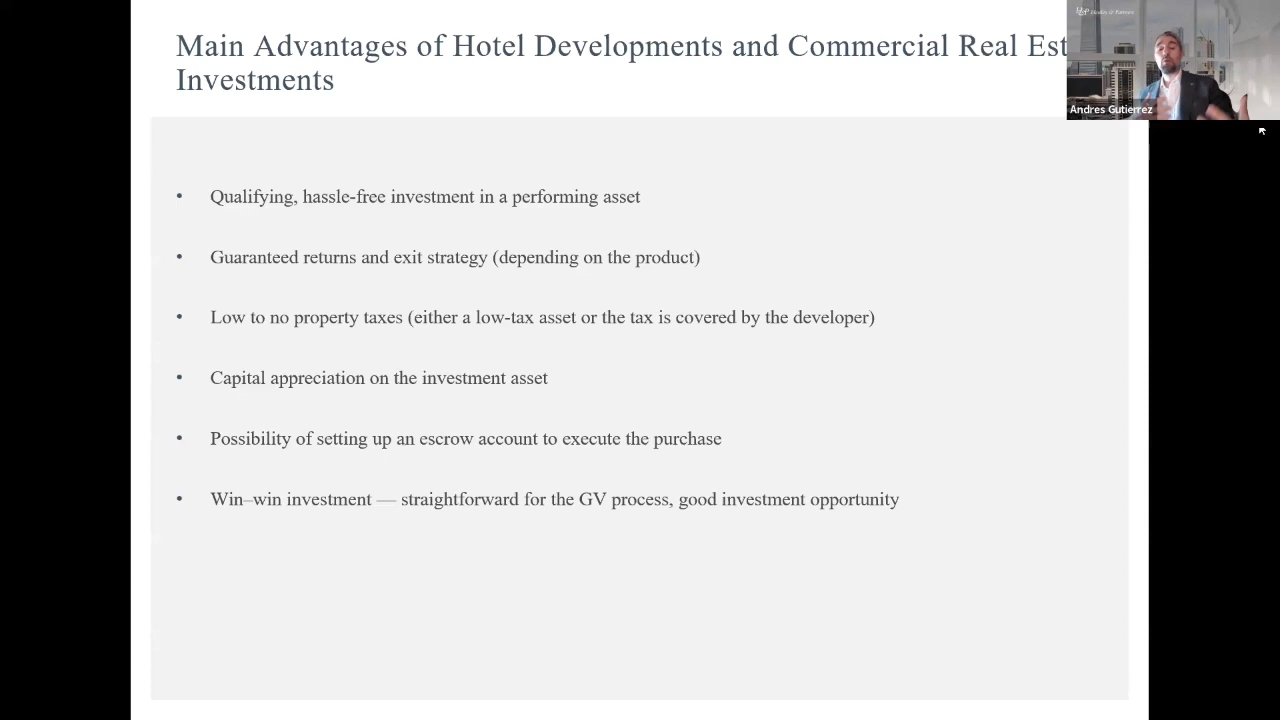 Main Advantages of Hotel Developments and Commercial Real Est
Investments
Henley & Partners
Andres Gutierrez
• Qualifying, hassle-free investment in a performing asset
• Guaranteed returns and exit strategy (depending on the product)
• Low to no property taxes (either a low-tax asset or the tax is covered by the developer)
• Capital appreciation on the investment asset
• Possibility of setting up an escrow account to execute the purchase
• Win–win investment — straightforward for the GV process, good investment opportunity